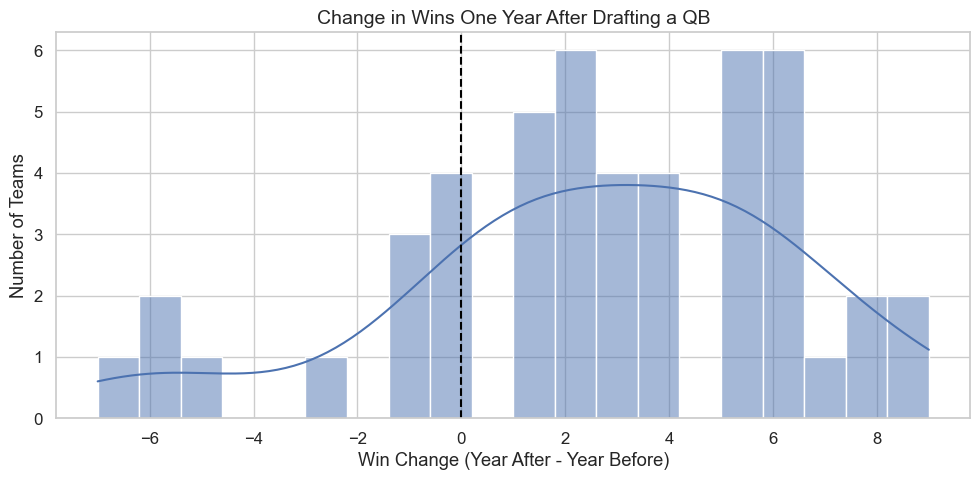 Change in Wins One Year After Drafting a QB
Number of Teams
6
5
4
3
2
1
0
−6 −4 −2 0 2 4 6 8
Win Change (Year After - Year Before)